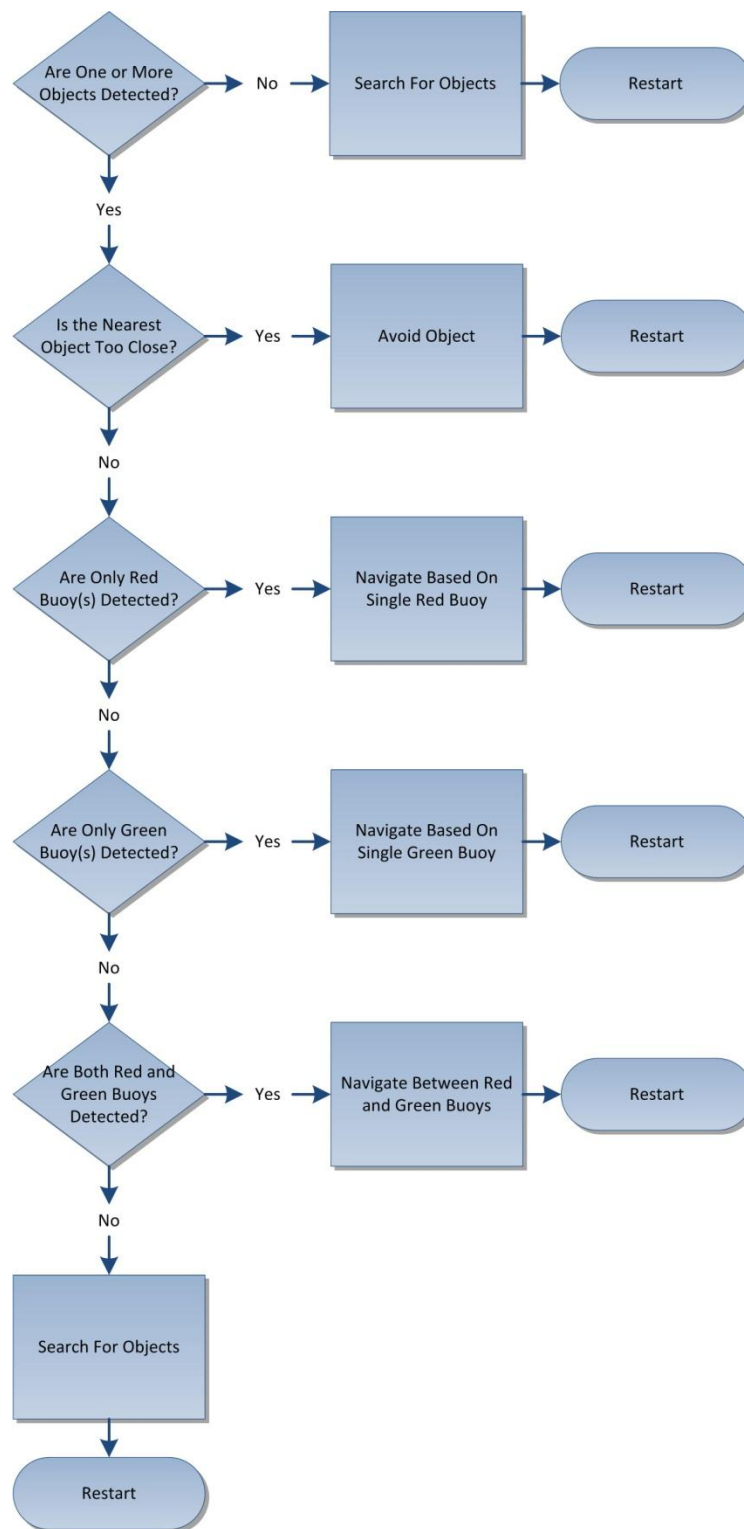 Are One or More
Objects Detected?
No
Search For Objects
Restart
Yes
Is the Nearest
Object Too Close?
Yes
Avoid Object
Restart
No
Are Only Red
Buoy(s) Detected?
Yes
Navigate Based On
Single Red Buoy
Restart
No
Are Only Green
Buoy(s) Detected?
Yes
Navigate Based On
Single Green Buoy
Restart
No
Are Both Red and
Green Buoys
Detected?
Yes
Navigate Between Red
and Green Buoys
Restart
No
Search For Objects
Restart